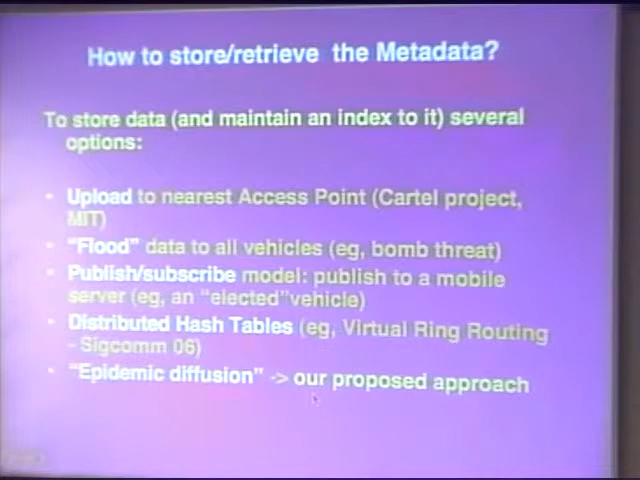 How to store/retrieve the Metadata?
To store data (and maintain an index to it) several
options:
• Upload to nearest Access Point (Cartel project,
MIT)
• "Flood" data to all vehicles (eg, bomb threat)
• Publish/subscribe model: publish to a mobile
server (eg, an "elected"vehicle)
• Distributed Hash Tables (eg, Virtual Ring Routing
- Sigcomm 06)
• "Epidemic diffusion" -> our proposed approach